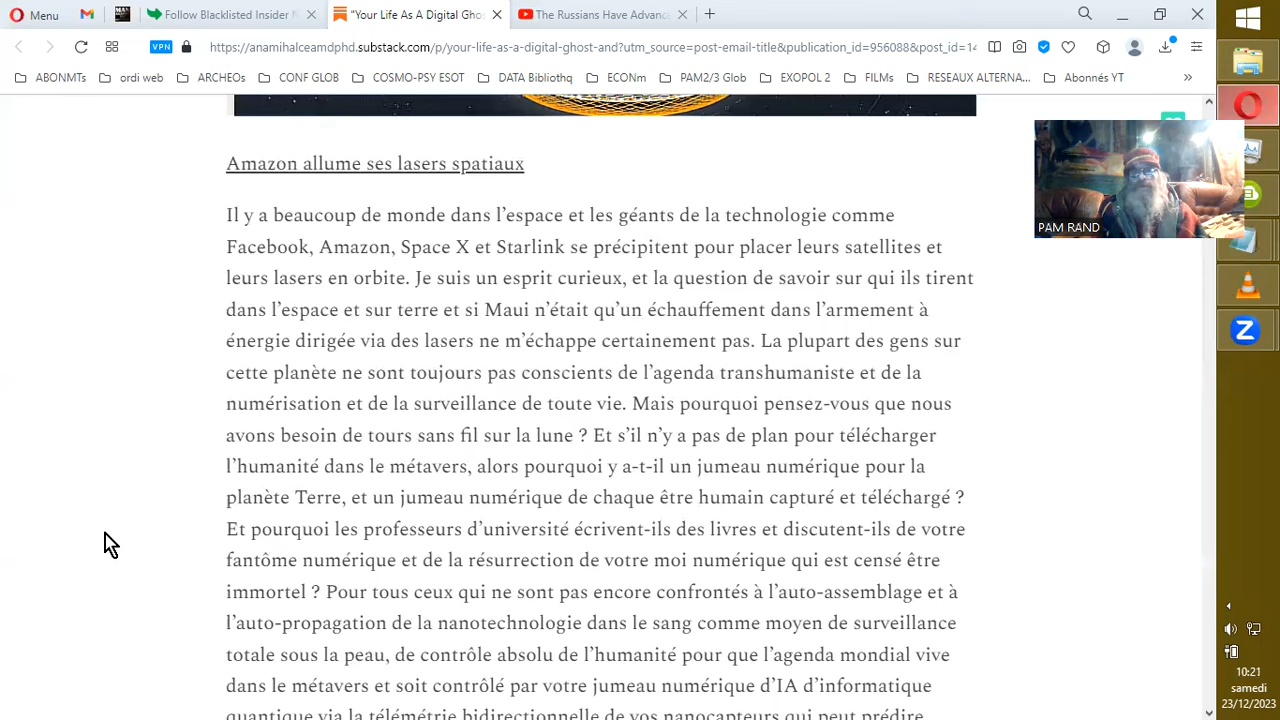 Menu
Follow Blacklisted Insider
"Your Life As A Digital Ghos
The Russians Have Advanc
VPN
https://anamihalceamdphd.substack.com/p/your-life-as-a-digital-ghost-and?utm_source=post-email-title&publication_id=956088&post_id=14
ABONMTs
ordi web
ARCHEOs
CONF GLOB
COSMO-PSY ESOT
DATA Bibligthq
ECONm
PAM2/3 Glob
EXOPOL 2
FILMs
RESEAUX ALTERNA...
Abonnés YT
»
Amazon allume ses lasers spatiaux
Il y a beaucoup de monde dans l'espace et les géants de la technologie comme
Facebook, Amazon, Space X et Starlink se précipitent pour placer leurs satellites et
leurs lasers en orbite. Je suis un esprit curieux, et la question de savoir sur qui ils tirent
dans l'espace et sur terre et si Maui n'était qu'un échauffement dans l'armement à
énergie dirigée via des lasers ne m'échappe certainement pas. La plupart des gens sur
cette planète ne sont toujours pas conscients de l'agenda transhumaniste et de la
numérisation et de la surveillance de toute vie. Mais pourquoi pensez-vous que nous
avons besoin de tours sans fil sur la lune ? Et s'il n'y a pas de plan pour télécharger
l'humanité dans le métavers, alors pourquoi y a-t-il un jumeau numérique pour la
planète Terre, et un jumeau numérique de chaque être humain capturé et téléchargé ?
Et pourquoi les professeurs d'université écrivent-ils des livres et discutent-ils de votre
fantôme numérique et de la résurrection de votre moi numérique qui est censé être
immortel ? Pour tous ceux qui ne sont pas encore confrontés à l'auto-assemblage et à
l'auto-propagation de la nanotechnologie dans le sang comme moyen de surveillance
totale sous la peau, de contrôle absolu de l'humanité pour que l'agenda mondial vive
dans le métavers et soit contrôlé par votre jumeau numérique d'IA d'informatique
quantique via la télémétrie bidirectionnelle de vos nanocapteurs qui peut prédire
PAM RAND
10:21
samedi
23/12/2023